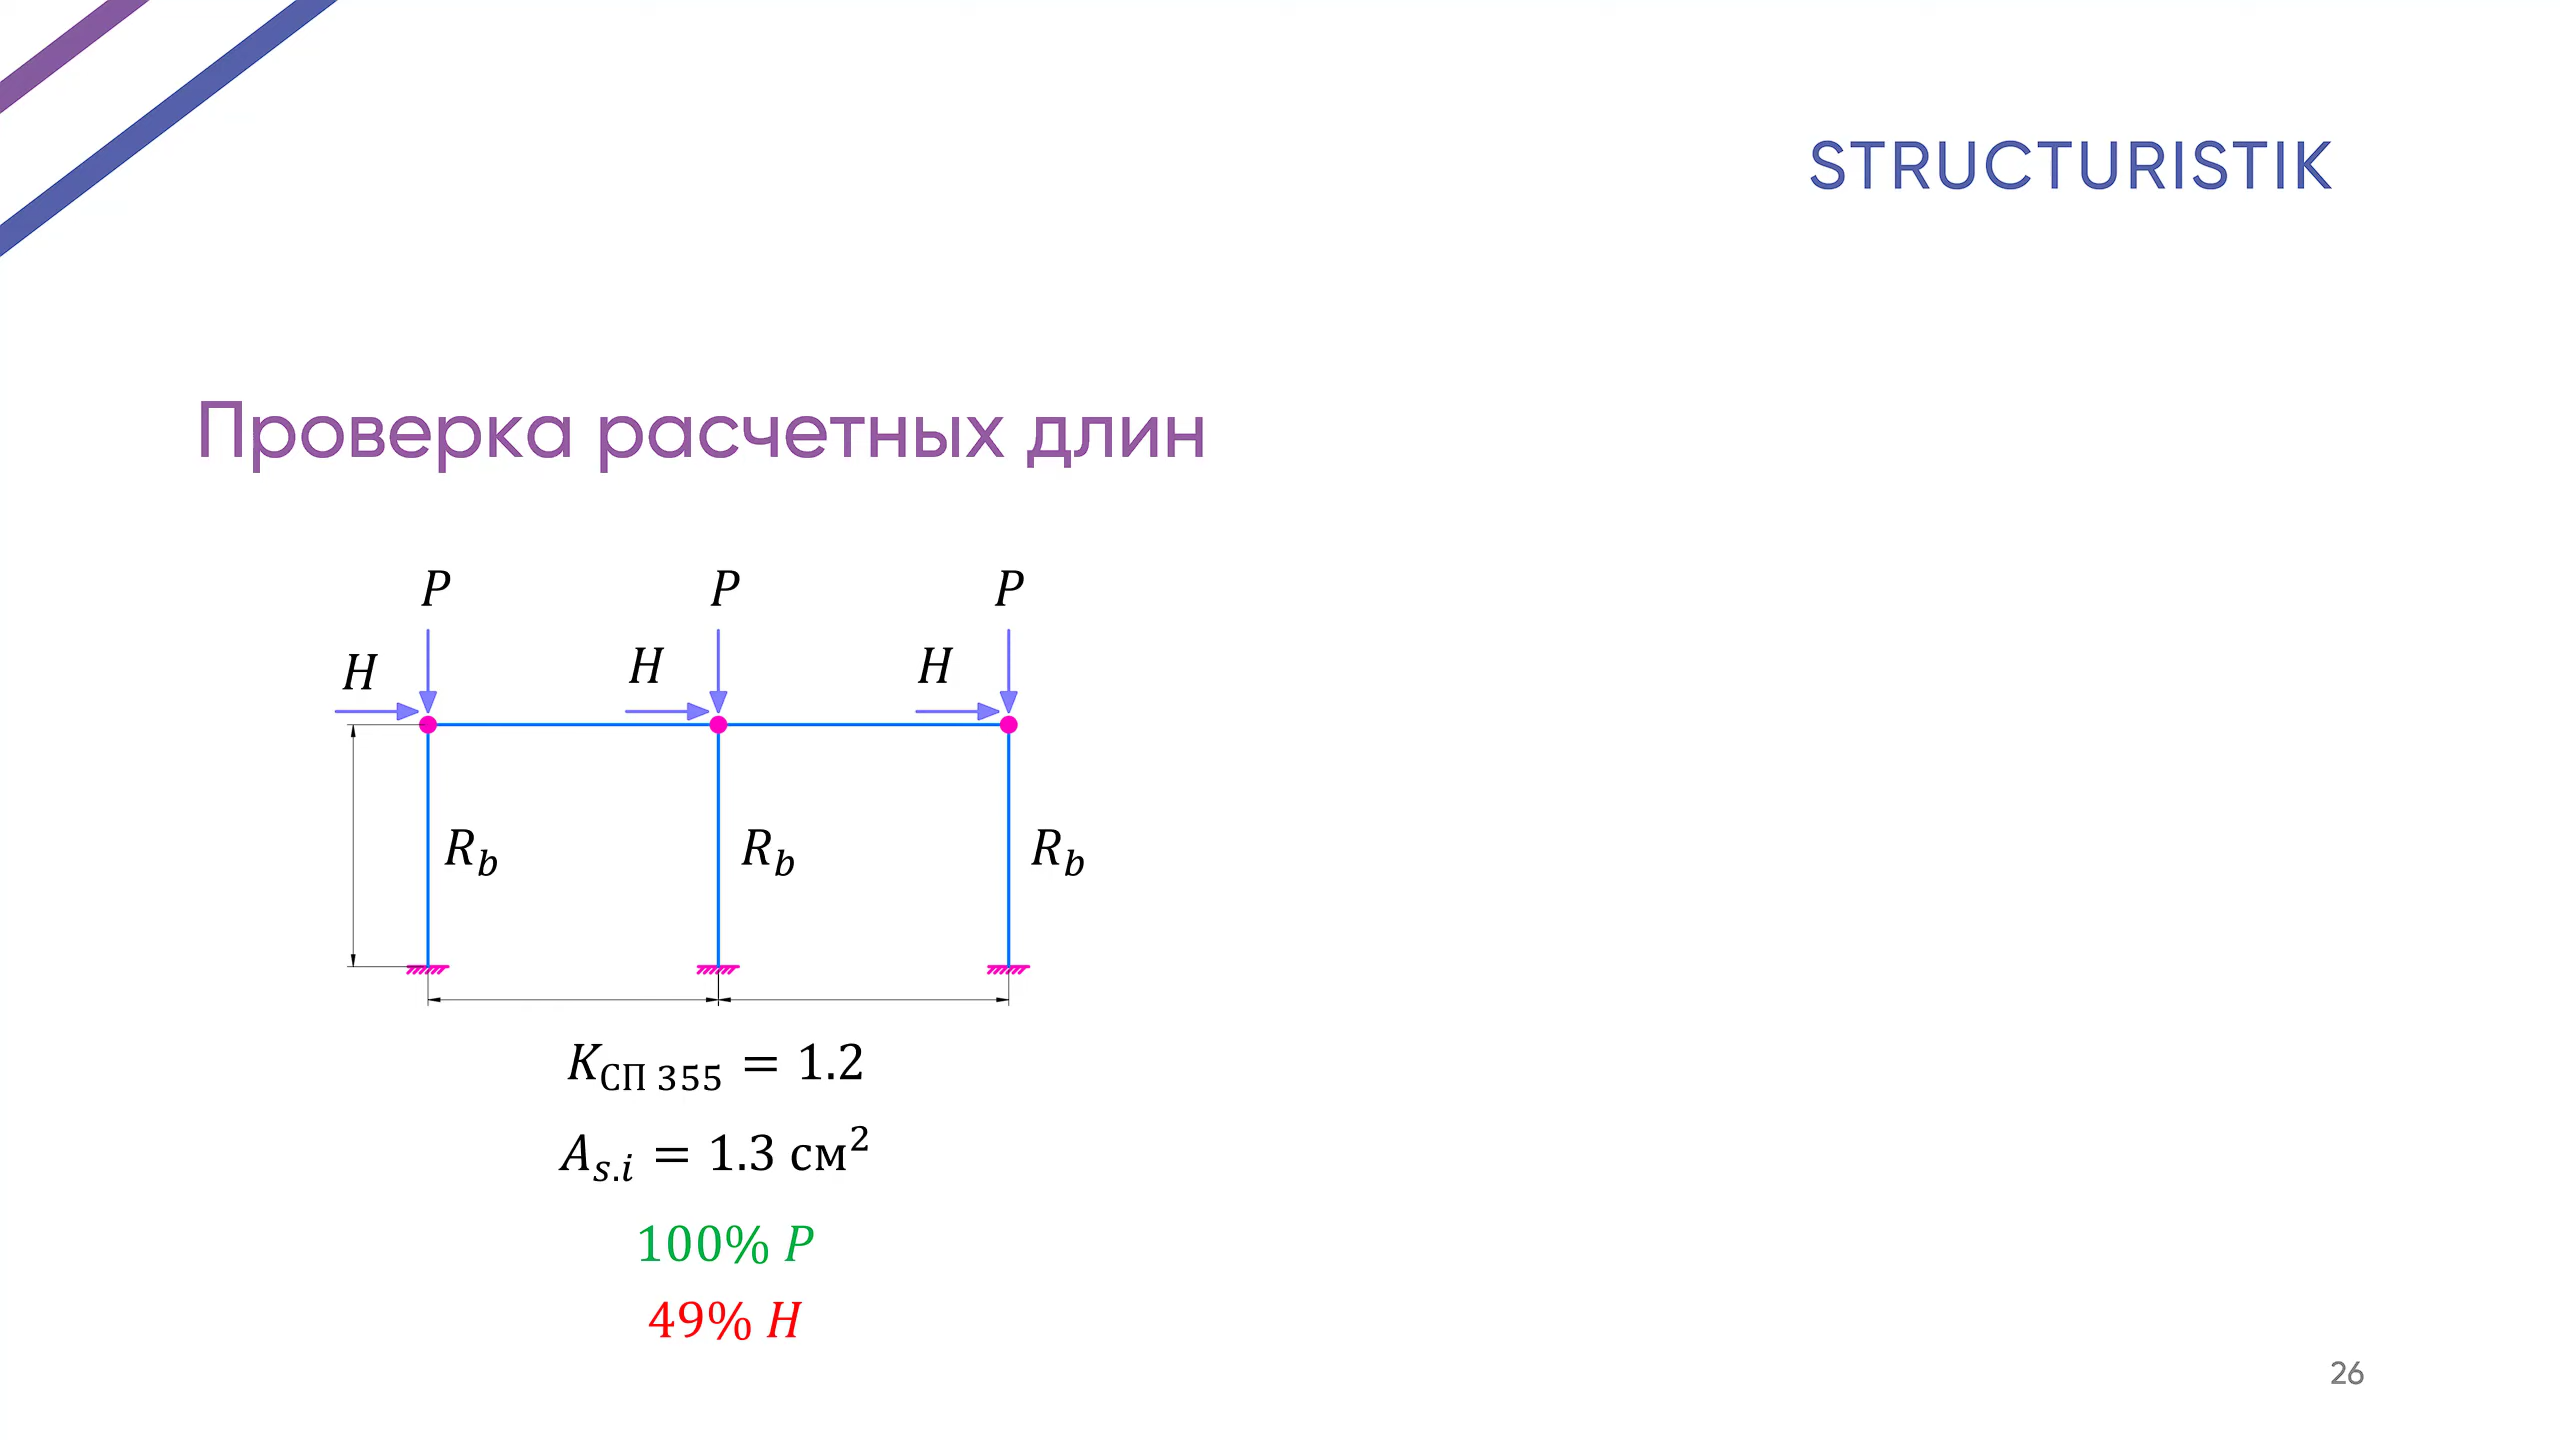 STRUCTURISTIK
Проверка расчетных длин
P P P
H H H
R_b R_b R_b
K_СП 355 = 1.2
A_s.i = 1.3 см²
100% P
49% H
26